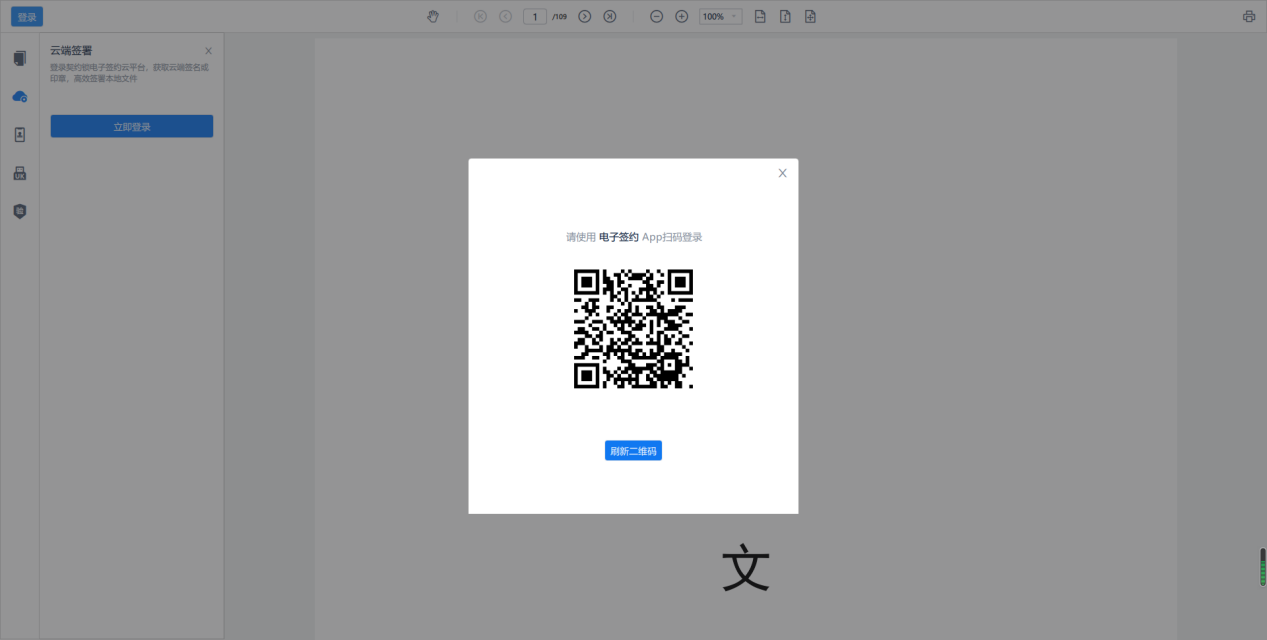 登录
1 /109
100%
云端签署
登录契约锁电子签约云平台，获取云端签名或
印章，高效签署本地文件
立即登录
请使用 电子签约 App扫码登录
刷新二维码
文